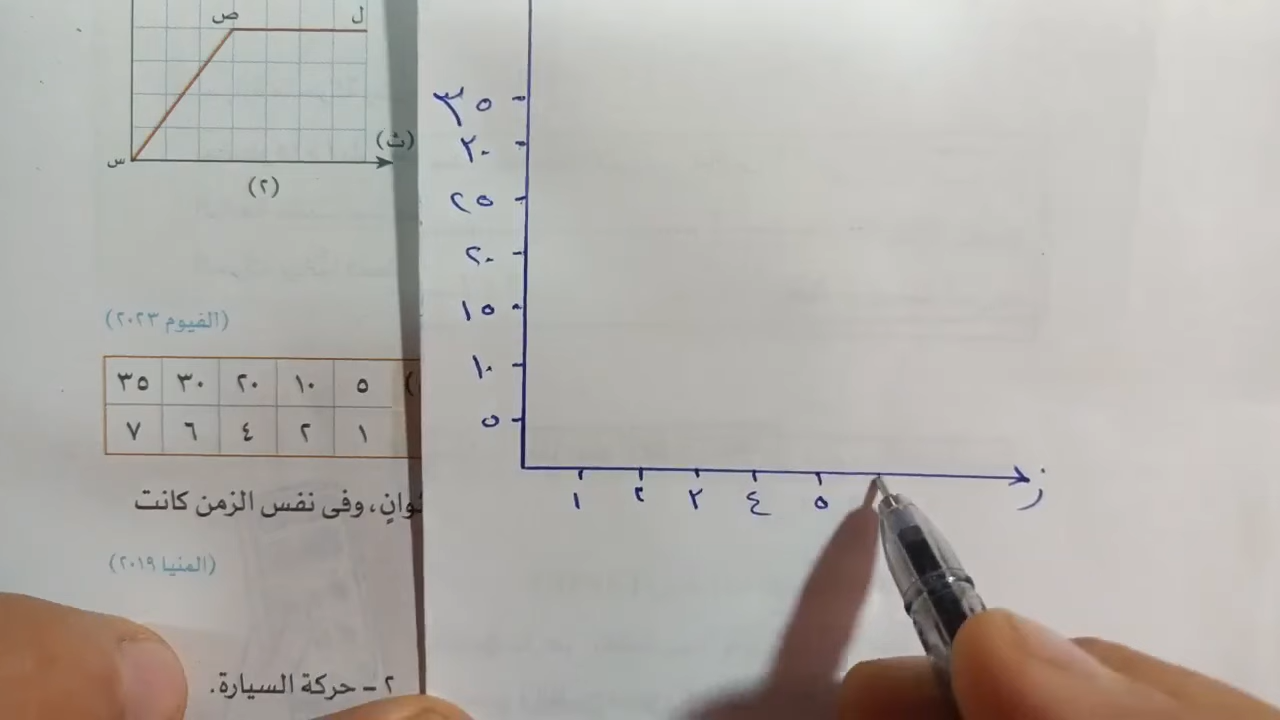 ص ل
(ث)
س
(٢)
(الفيوم ٢٠٢٣)
٥ ١٠ ٢٠ ٣٠ ٣٥
١ ٢ ٤ ٦ ٧
ـوانٍ، وفى نفس الزمن كانت
(المنيا ٢٠١٩)
٢ - حركة السيارة.
٣٥
٣٠
٢٥
٢٠
١٥
١٠
٥
١ ٢ ٣ ٤ ٥ ز